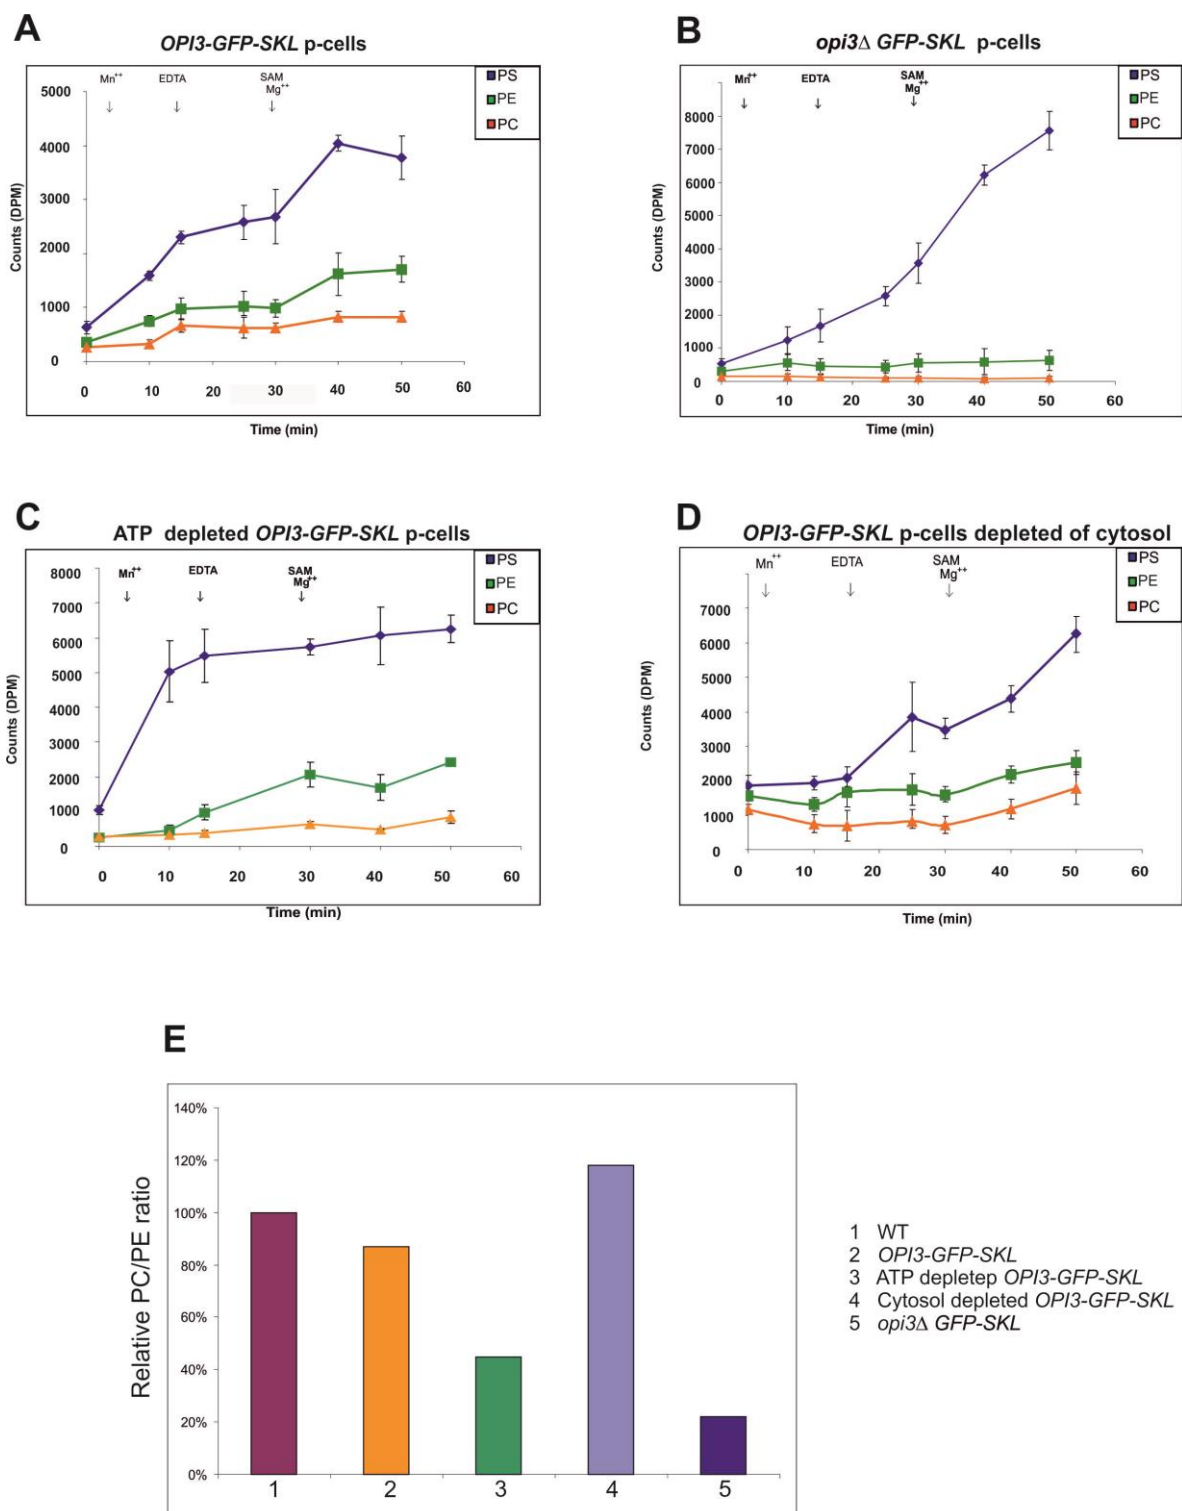 A
OPI3-GFP-SKL p-cells
Mn++
EDTA
SAM
Mg++
PS
PE
PC
5000
4000
3000
2000
1000
0
Counts (DPM)
0 10 20 30 40 50 60
Time (min)
B
opi3Δ GFP-SKL p-cells
Mn++
EDTA
SAM
Mg++
PS
PE
PC
8000
7000
6000
5000
4000
3000
2000
1000
0
Counts (DPM)
0 10 20 30 40 50 60
Time (min)
C
ATP depleted OPI3-GFP-SKL p-cells
Mn++
EDTA
SAM
Mg++
PS
PE
PC
8000
7000
6000
5000
4000
3000
2000
1000
0
Counts (DPM)
0 10 20 30 40 50 60
Time (min)
D
OPI3-GFP-SKL p-cells depleted of cytosol
Mn++
EDTA
SAM
Mg++
PS
PE
PC
7000
6000
5000
4000
3000
2000
1000
0
Counts (DPM)
0 10 20 30 40 50 60
Time (min)
E
140%
120%
100%
80%
60%
40%
20%
0%
Relative PC/PE ratio
1 2 3 4 5
1 WT
2 OPI3-GFP-SKL
3 ATP depletep OPI3-GFP-SKL
4 Cytosol depleted OPI3-GFP-SKL
5 opi3Δ GFP-SKL